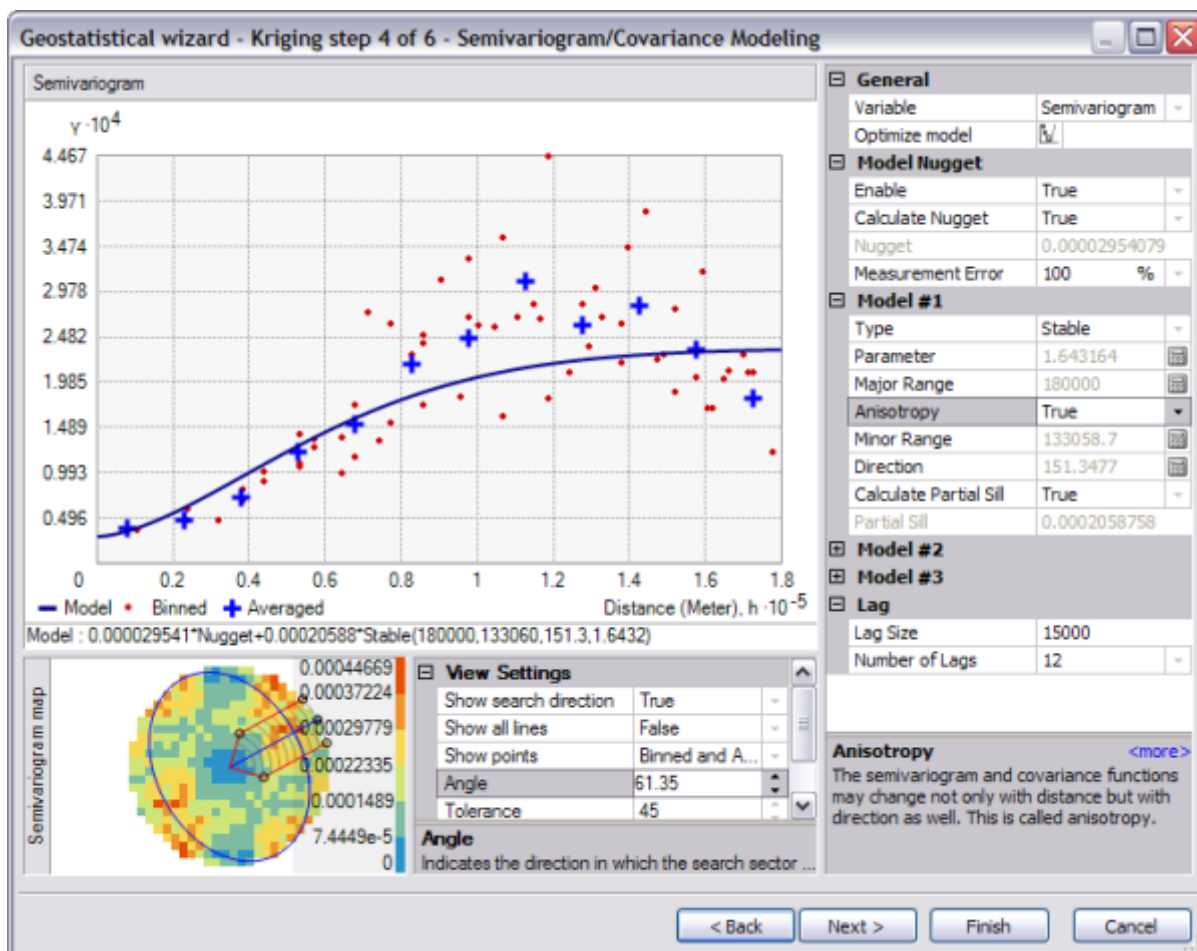 Geostatistical wizard - Kriging step 4 of 6 - Semivariogram/Covariance Modeling
Semivariogram
γ ·10⁴
4.467
3.971
3.474
2.978
2.482
1.985
1.489
0.993
0.496
0 0.2 0.4 0.6 0.8 1 1.2 1.4 1.6 1.8
Model Binned Averaged Distance (Meter), h ·10⁻⁵
Model : 0.000029541*Nugget+0.00020588*Stable(180000,133060,151.3,1.6432)
Semivariogram map
0.00044669
0.00037224
0.00029779
0.00022335
0.0001489
7.4449e-5
0
View Settings
Show search direction True
Show all lines False
Show points Binned and A...
Angle 61.35
Tolerance 45
Angle
Indicates the direction in which the search sector ...
General
Variable Semivariogram
Optimize model
Model Nugget
Enable True
Calculate Nugget True
Nugget 0.00002954079
Measurement Error 100 %
Model #1
Type Stable
Parameter 1.643164
Major Range 180000
Anisotropy True
Minor Range 133058.7
Direction 151.3477
Calculate Partial Sill True
Partial Sill 0.0002058758
Model #2
Model #3
Lag
Lag Size 15000
Number of Lags 12
Anisotropy <more>
The semivariogram and covariance functions
may change not only with distance but with
direction as well. This is called anisotropy.
< Back Next > Finish Cancel